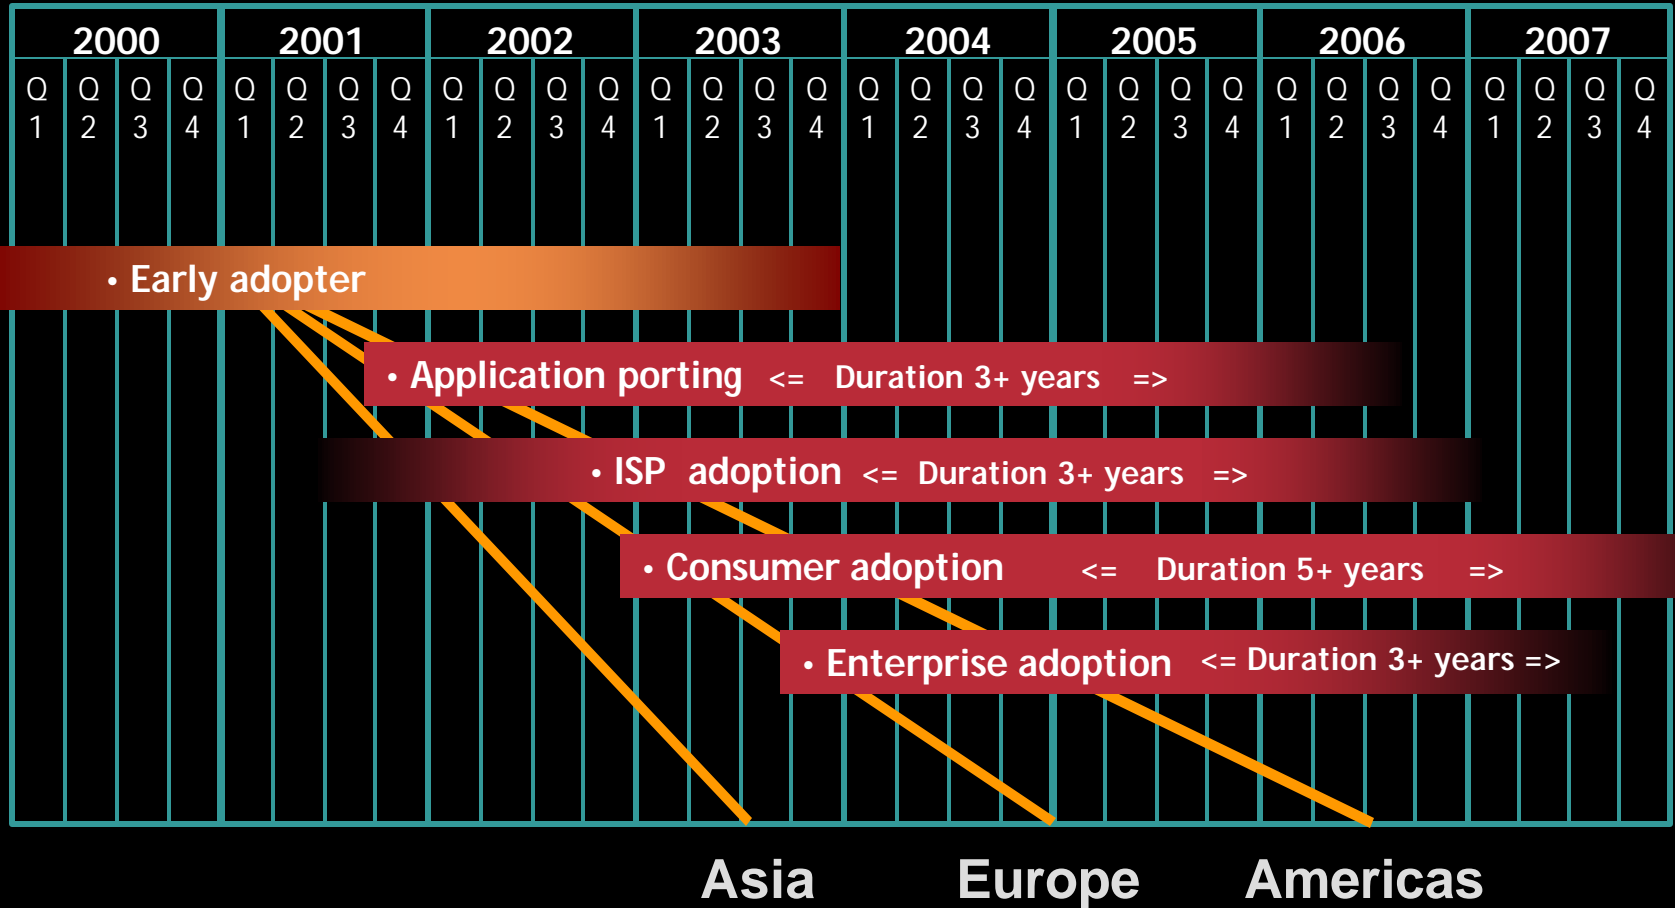 2000 2001 2002 2003 2004 2005 2006 2007
Q Q Q Q Q Q Q Q Q Q Q Q Q Q Q Q Q Q Q Q Q Q Q Q Q Q Q Q Q Q Q Q
1 2 3 4 1 2 3 4 1 2 3 4 1 2 3 4 1 2 3 4 1 2 3 4 1 2 3 4 1 2 3 4
• Early adopter
• Application porting <= Duration 3+ years =>
• ISP adoption <= Duration 3+ years =>
• Consumer adoption <= Duration 5+ years =>
• Enterprise adoption <= Duration 3+ years =>
Asia Europe Americas